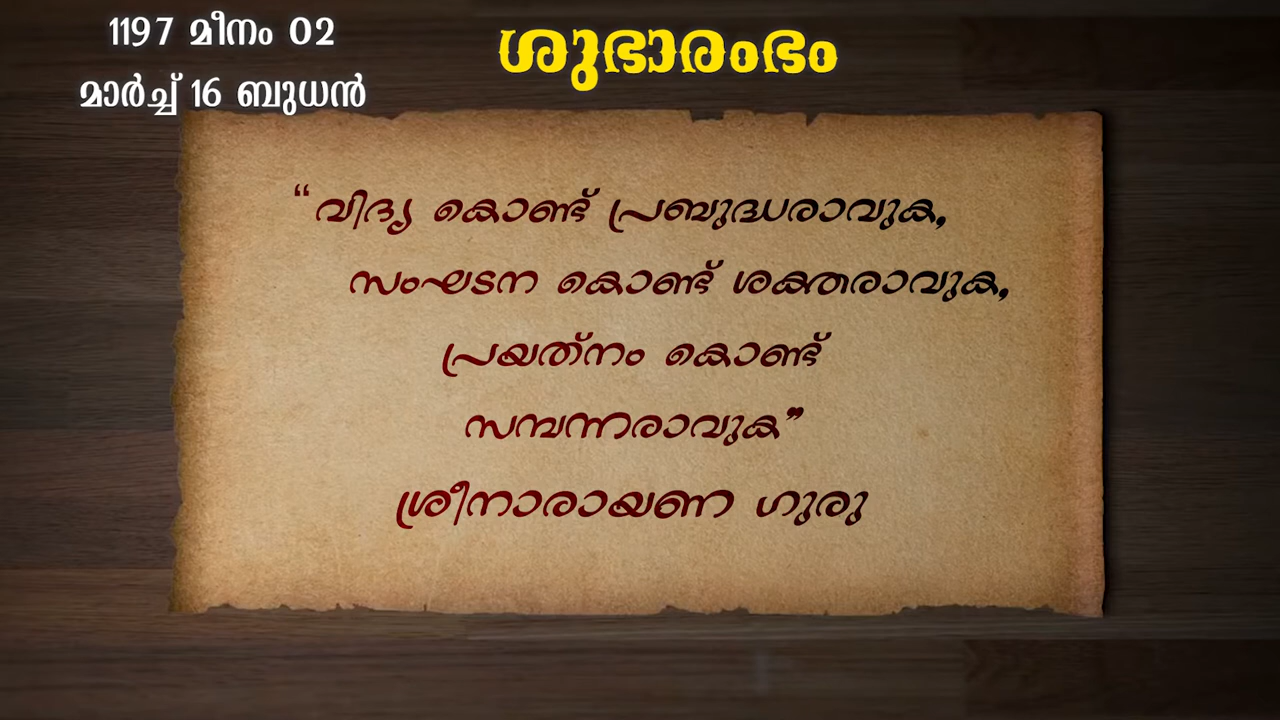 1197 മീനം 02
മാർച്ച് 16 ബുധൻ
ശുഭാരംഭം
“വിദ്യ കൊണ്ട് പ്രബുദ്ധരാവുക,
സംഘടന കൊണ്ട് ശക്തരാവുക,
പ്രയത്നം കൊണ്ട്
സമ്പന്നരാവുക”
ശ്രീനാരായണ ഗുരു